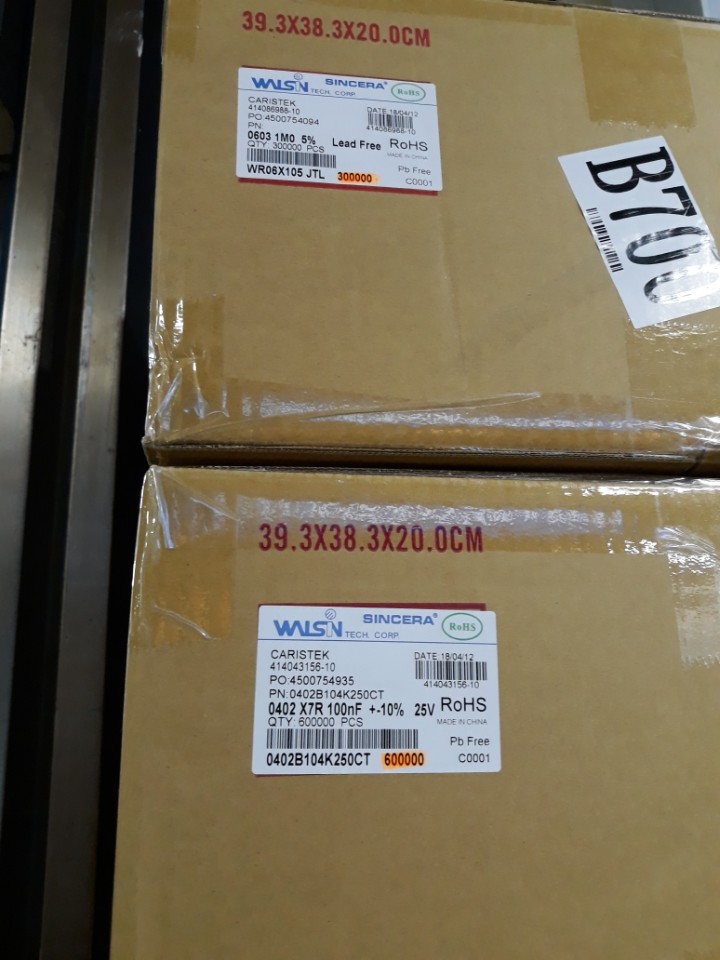 39.3X38.3X20.0CM
WALSIN TECH. CORP. SINCERA® RoHS
CARISTEK
414086988-10
DATE:18/04/12
PO:4500754094
414086988-10
PN:
0603 1M0 5% Lead Free RoHS
QTY: 300000 PCS
MADE IN CHINA
Pb Free
WR06X105 JTL 300000
C0001
B700
39.3X38.3X20.0CM
WALSIN TECH. CORP. SINCERA® RoHS
CARISTEK
DATE:18/04/12
414043156-10
PO:4500754935
414043156-10
PN:0402B104K250CT
0402 X7R 100nF +-10% 25V RoHS
QTY: 600000 PCS
MADE IN CHINA
Pb Free
0402B104K250CT 600000
C0001